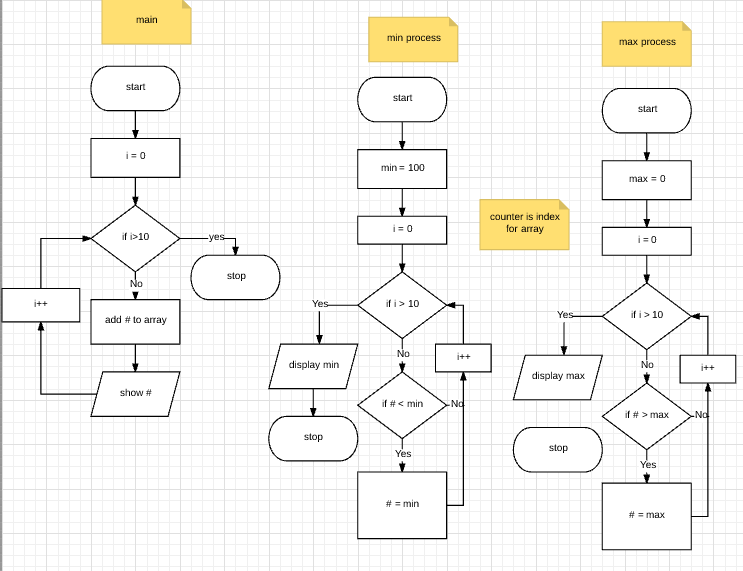 main
start
i = 0
if i>10
yes
stop
No
i++
add # to array
show #
min process
start
min = 100
i = 0
counter is index
for array
if i > 10
Yes
display min
stop
No
i++
if # < min
No
Yes
# = min
max process
start
max = 0
i = 0
if i > 10
Yes
display max
stop
No
i++
if # > max
No
Yes
# = max